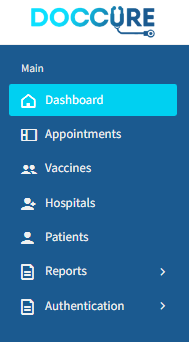 DOCCURE
Main
Dashboard
Appointments
Vaccines
Hospitals
Patients
Reports
Authentication